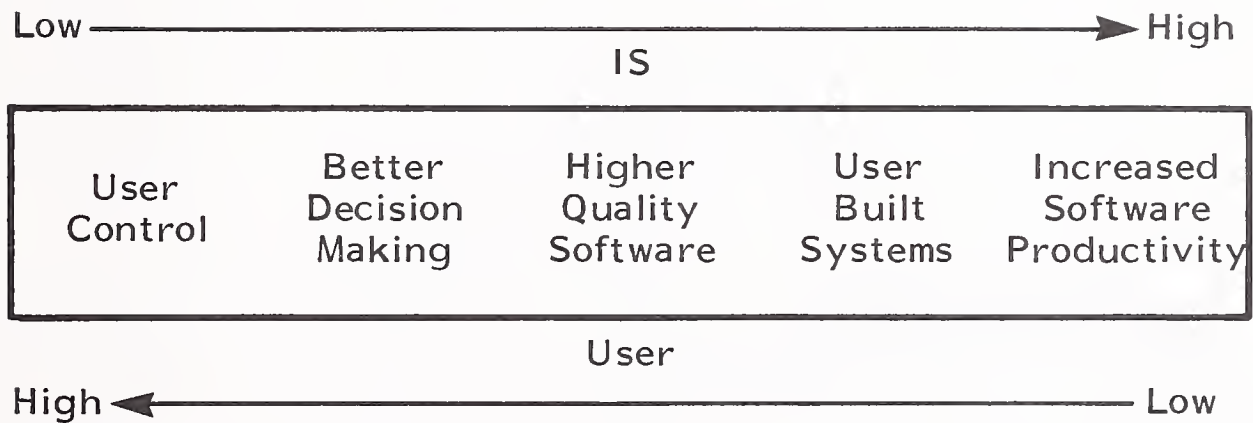 Low High
IS
User
Control
Better
Decision
Making
Higher
Quality
Software
User
Built
Systems
Increased
Software
Productivity
User
High Low